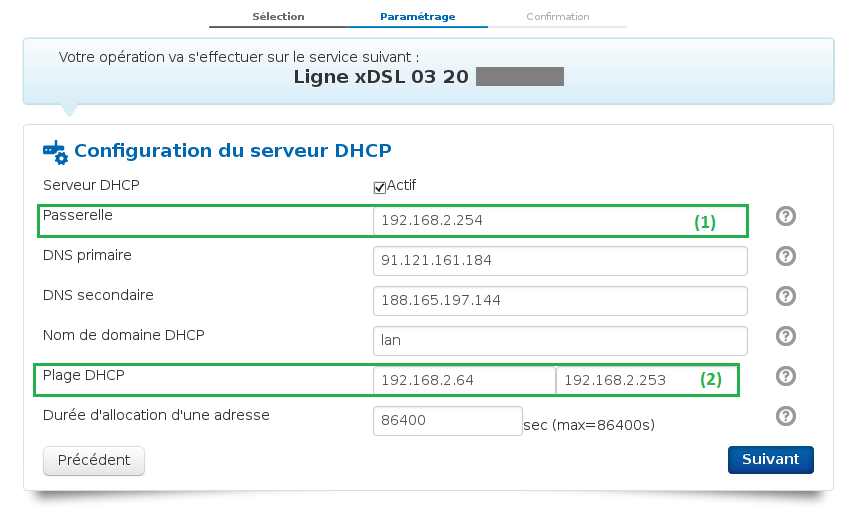 Sélection Paramétrage Confirmation
Votre opération va s'effectuer sur le service suivant :
Ligne xDSL 03 20
Configuration du serveur DHCP
Serveur DHCP Actif
Passerelle 192.168.2.254 (1) ?
DNS primaire 91.121.161.184 ?
DNS secondaire 188.165.197.144 ?
Nom de domaine DHCP lan ?
Plage DHCP 192.168.2.64 192.168.2.253 (2) ?
Durée d'allocation d'une adresse 86400 sec (max=86400s) ?
Précédent Suivant